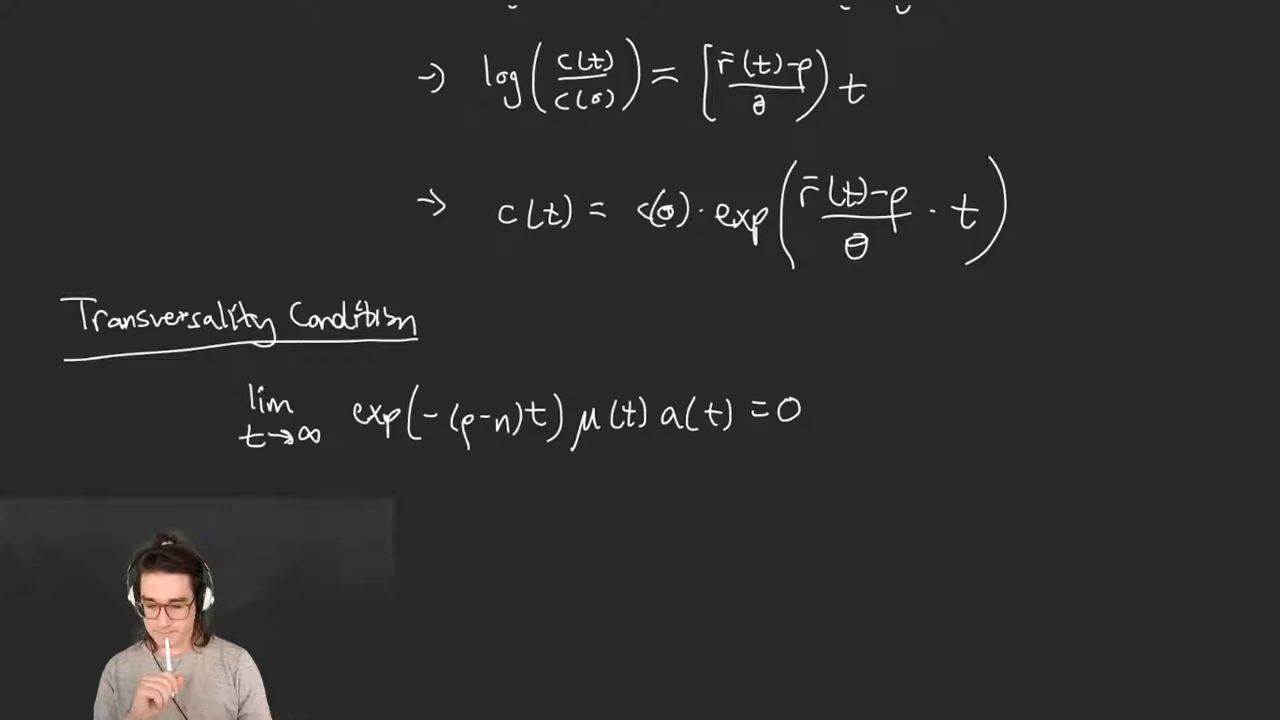 → log(c(t)/c(0)) = [r̄(t)-ρ/θ) t
→ c(t) = c(0) · exp(r̄(t)-ρ/θ · t)
Transversality Condition
lim t→∞ exp(-(ρ-n)t) μ(t) a(t) = 0